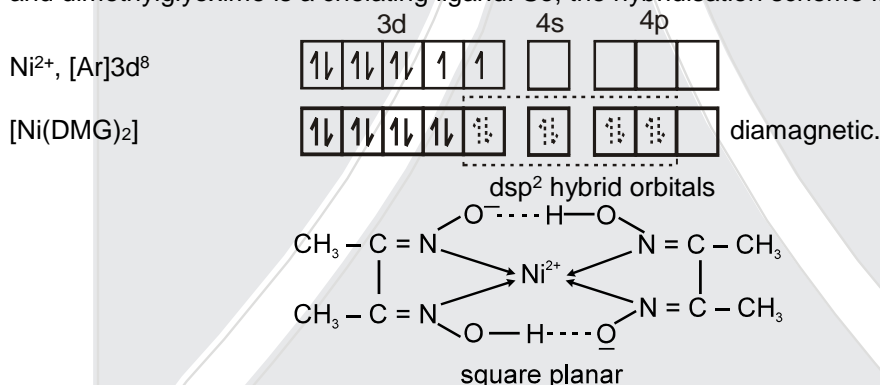 and dimethylglyoxime is a chelating ligand. So, the hybridisation scheme
3d 4s 4p
Ni²⁺, [Ar]3d⁸
[Ni(DMG)₂] diamagnetic.
dsp² hybrid orbitals
O⁻ H—O
CH₃ – C = N N = C – CH₃
Ni²⁺
CH₃ – C = N N = C – CH₃
O — H O⁻
square planar